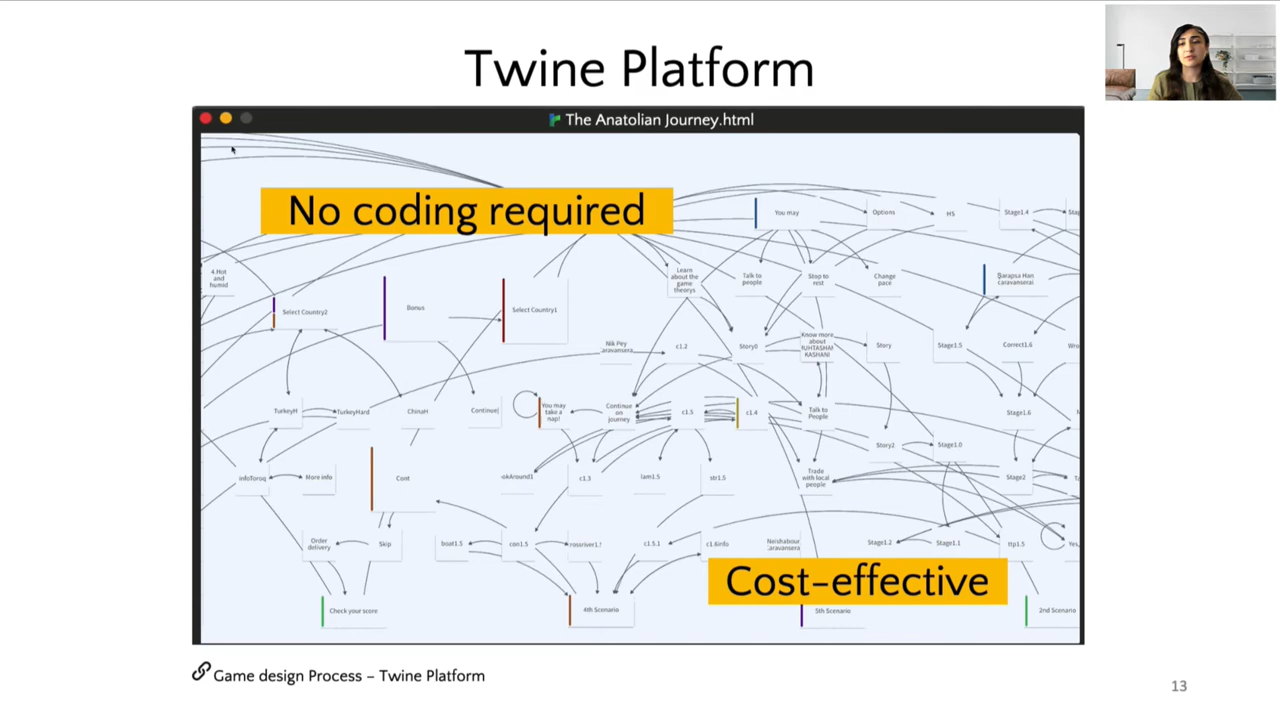 Twine Platform
The Anatolian Journey.html
No coding required
You may
Options
HS
Stage1.4
4.Hot
and
humid
Learn
about the
game
theorys
Talk to
people
Stop to
rest
Change
pace
Şarapsa Han
caravanserai
Select Country2
Bonus
Select Country1
Nik Pey
aravansera
c1.2
Story0
Know more
about
KASHANI
Story
Stage1.5
Correct1.6
TurkeyH
TurkeyHard
ChinaH
Continue
You may
take a
nap!
Continue
on
journey
c1.5
c1.4
Talk to
People
Stage1.6
Story2
Stage1.0
infoToroq
More info
Cont
okAround1
c1.3
lam1.5
str1.5
Trade
with local
people
Stage2
Order
delivery
Skip
boat1.5
con1.5
rossriver1.
c1.5.1
c1.6info
Neishabour
aravansera
Stage1.2
Stage1.1
ttp1.5
Yes,
Cost-effective
Check your score
4th Scenario
5th Scenario
2nd Scenario
Game design Process – Twine Platform
13